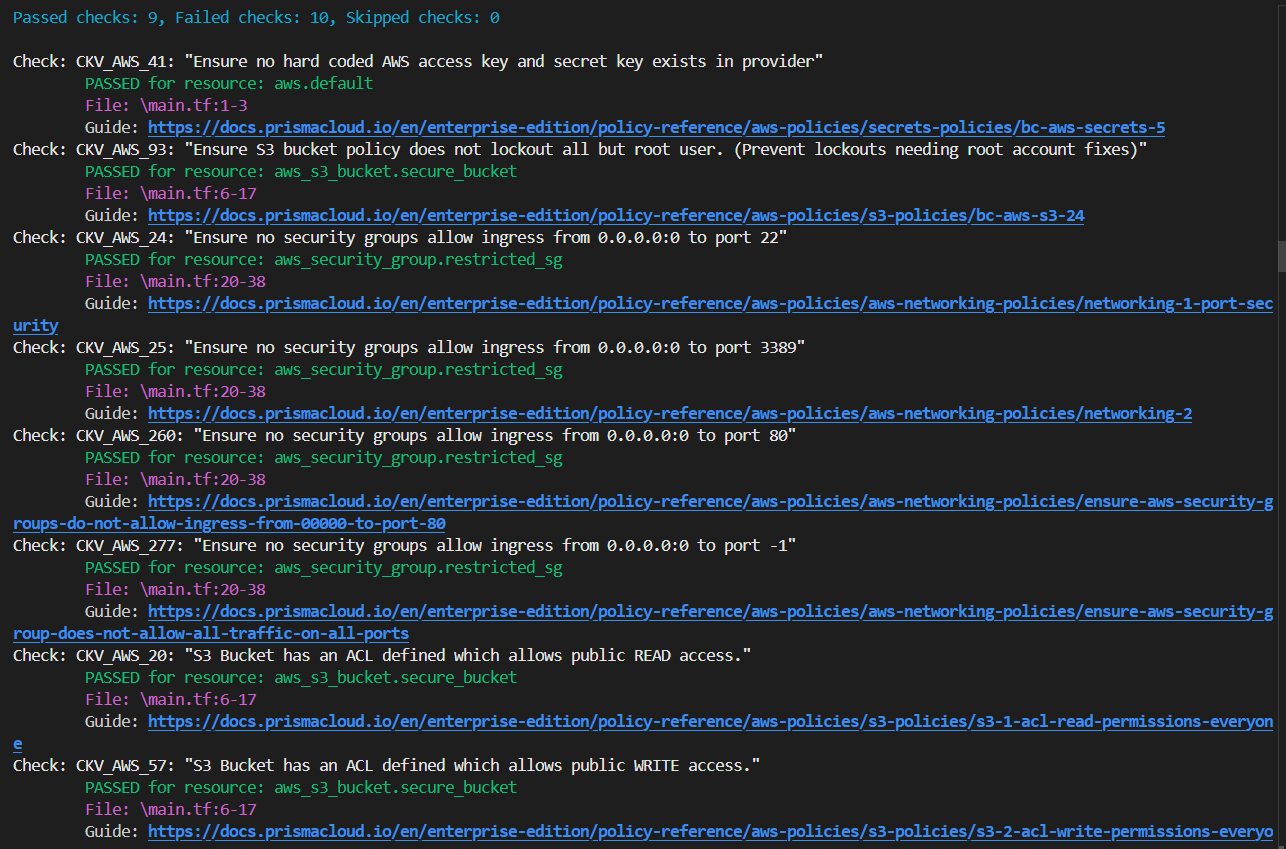 Passed checks: 9, Failed checks: 10, Skipped checks: 0
Check: CKV_AWS_41: "Ensure no hard coded AWS access key and secret key exists in provider"
PASSED for resource: aws.default
File: \main.tf:1-3
Guide: https://docs.prismacloud.io/en/enterprise-edition/policy-reference/aws-policies/secrets-policies/bc-aws-secrets-5
Check: CKV_AWS_93: "Ensure S3 bucket policy does not lockout all but root user. (Prevent lockouts needing root account fixes)"
PASSED for resource: aws_s3_bucket.secure_bucket
File: \main.tf:6-17
Guide: https://docs.prismacloud.io/en/enterprise-edition/policy-reference/aws-policies/s3-policies/bc-aws-s3-24
Check: CKV_AWS_24: "Ensure no security groups allow ingress from 0.0.0.0:0 to port 22"
PASSED for resource: aws_security_group.restricted_sg
File: \main.tf:20-38
Guide: https://docs.prismacloud.io/en/enterprise-edition/policy-reference/aws-policies/aws-networking-policies/networking-1-port-sec
urity
Check: CKV_AWS_25: "Ensure no security groups allow ingress from 0.0.0.0:0 to port 3389"
PASSED for resource: aws_security_group.restricted_sg
File: \main.tf:20-38
Guide: https://docs.prismacloud.io/en/enterprise-edition/policy-reference/aws-policies/aws-networking-policies/networking-2
Check: CKV_AWS_260: "Ensure no security groups allow ingress from 0.0.0.0:0 to port 80"
PASSED for resource: aws_security_group.restricted_sg
File: \main.tf:20-38
Guide: https://docs.prismacloud.io/en/enterprise-edition/policy-reference/aws-policies/aws-networking-policies/ensure-aws-security-g
roups-do-not-allow-ingress-from-00000-to-port-80
Check: CKV_AWS_277: "Ensure no security groups allow ingress from 0.0.0.0:0 to port -1"
PASSED for resource: aws_security_group.restricted_sg
File: \main.tf:20-38
Guide: https://docs.prismacloud.io/en/enterprise-edition/policy-reference/aws-policies/aws-networking-policies/ensure-aws-security-g
roup-does-not-allow-all-traffic-on-all-ports
Check: CKV_AWS_20: "S3 Bucket has an ACL defined which allows public READ access."
PASSED for resource: aws_s3_bucket.secure_bucket
File: \main.tf:6-17
Guide: https://docs.prismacloud.io/en/enterprise-edition/policy-reference/aws-policies/s3-policies/s3-1-acl-read-permissions-everyon
e
Check: CKV_AWS_57: "S3 Bucket has an ACL defined which allows public WRITE access."
PASSED for resource: aws_s3_bucket.secure_bucket
File: \main.tf:6-17
Guide: https://docs.prismacloud.io/en/enterprise-edition/policy-reference/aws-policies/s3-policies/s3-2-acl-write-permissions-everyo